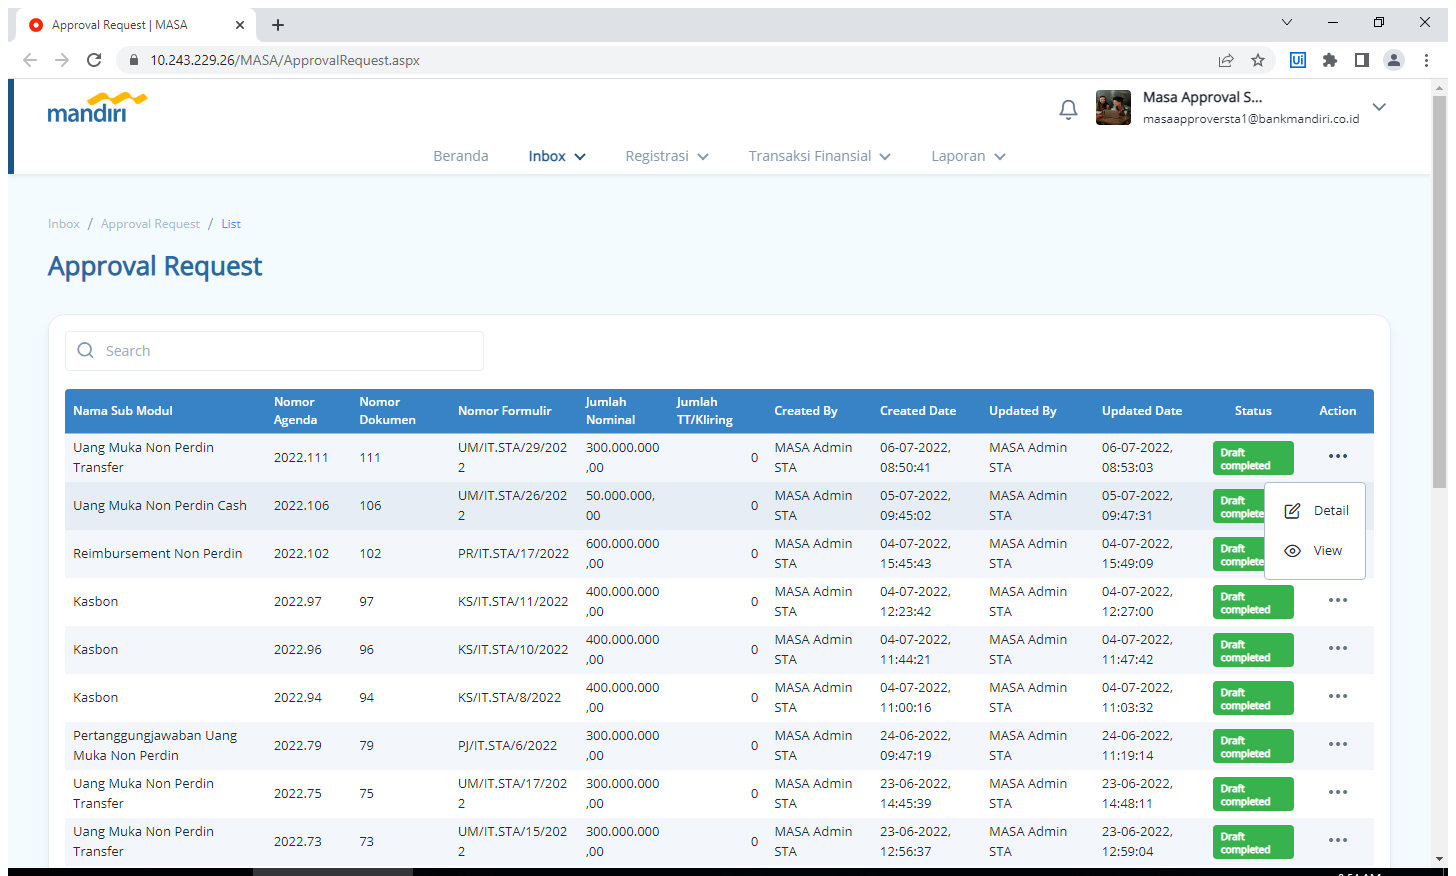 Approval Request | MASA
10.243.229.26/MASA/ApprovalRequest.aspx
Ui
mandiri
Masa Approval S...
masaapproversta1@bankmandiri.co.id
Beranda Inbox Registrasi Transaksi Finansial Laporan
Inbox / Approval Request / List
Approval Request
Search
Nama Sub Modul Nomor Agenda Nomor Dokumen Nomor Formulir Jumlah Nominal Jumlah TT/Kliring Created By Created Date Updated By Updated Date Status Action
Uang Muka Non Perdin Transfer 2022.111 111 UM/IT.STA/29/2022 300.000.000,00 0 MASA Admin STA 06-07-2022, 08:50:41 MASA Admin STA 06-07-2022, 08:53:03 Draft completed
Uang Muka Non Perdin Cash 2022.106 106 UM/IT.STA/26/2022 50.000.000,00 0 MASA Admin STA 05-07-2022, 09:45:02 MASA Admin STA 05-07-2022, 09:47:31 Draft complete
Detail
Reimbursement Non Perdin 2022.102 102 PR/IT.STA/17/2022 600.000.000,00 0 MASA Admin STA 04-07-2022, 15:45:43 MASA Admin STA 04-07-2022, 15:49:09 Draft complete
View
Kasbon 2022.97 97 KS/IT.STA/11/2022 400.000.000,00 0 MASA Admin STA 04-07-2022, 12:23:42 MASA Admin STA 04-07-2022, 12:27:00 Draft completed
Kasbon 2022.96 96 KS/IT.STA/10/2022 400.000.000,00 0 MASA Admin STA 04-07-2022, 11:44:21 MASA Admin STA 04-07-2022, 11:47:42 Draft completed
Kasbon 2022.94 94 KS/IT.STA/8/2022 400.000.000,00 0 MASA Admin STA 04-07-2022, 11:00:16 MASA Admin STA 04-07-2022, 11:03:32 Draft completed
Pertanggungjawaban Uang Muka Non Perdin 2022.79 79 PJ/IT.STA/6/2022 300.000.000,00 0 MASA Admin STA 24-06-2022, 09:47:19 MASA Admin STA 24-06-2022, 11:19:14 Draft completed
Uang Muka Non Perdin Transfer 2022.75 75 UM/IT.STA/17/2022 300.000.000,00 0 MASA Admin STA 23-06-2022, 14:45:39 MASA Admin STA 23-06-2022, 14:48:11 Draft completed
Uang Muka Non Perdin Transfer 2022.73 73 UM/IT.STA/15/2022 300.000.000,00 0 MASA Admin STA 23-06-2022, 12:56:37 MASA Admin STA 23-06-2022, 12:59:04 Draft completed